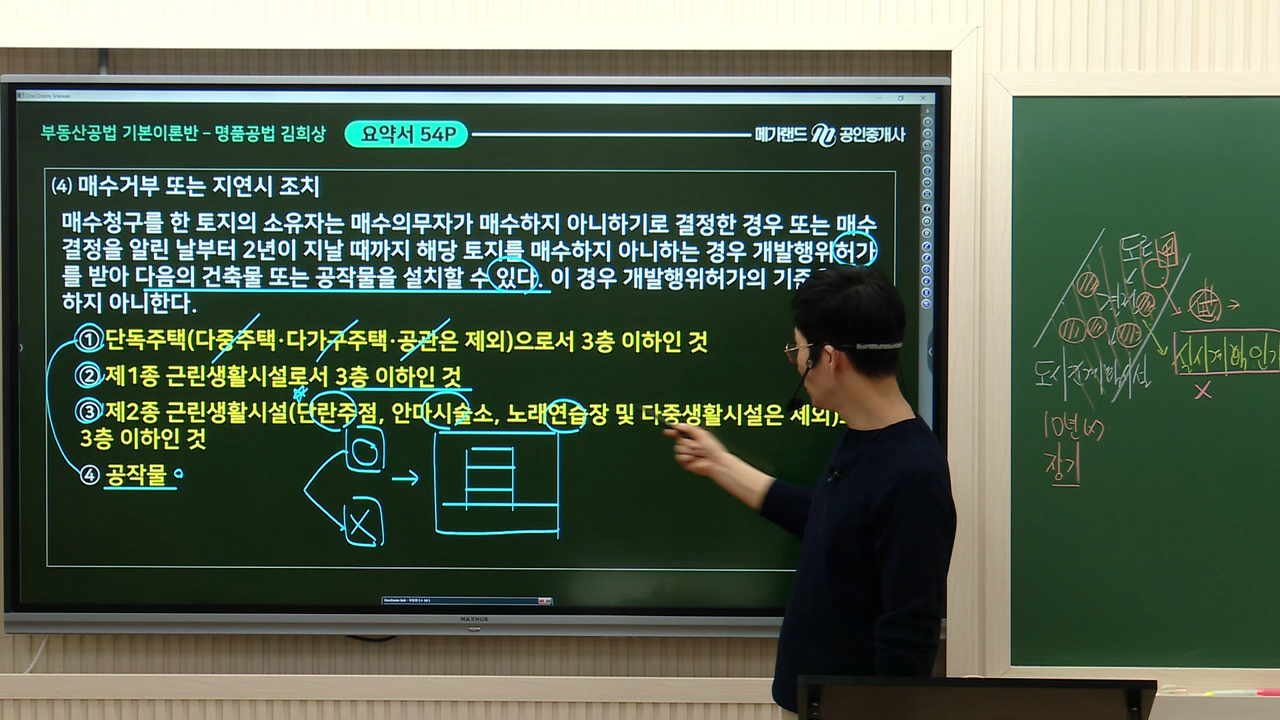 DocZoom Viewer
부동산공법 기본이론반 – 명품공법 김희상
요약서 54P
메가랜드 공인중개사
(4) 매수거부 또는 지연시 조치
매수청구를 한 토지의 소유자는 매수의무자가 매수하지 아니하기로 결정한 경우 또는 매수
결정을 알린 날부터 2년이 지날 때까지 해당 토지를 매수하지 아니하는 경우 개발행위허가
를 받아 다음의 건축물 또는 공작물을 설치할 수 있다. 이 경우 개발행위허가의 기준
하지 아니한다.
① 단독주택(다중주택·다가구주택·공관은 제외)으로서 3층 이하인 것
② 제1종 근린생활시설로서 3층 이하인 것
③ 제2종 근린생활시설(단란주점, 안마시술소, 노래연습장 및 다중생활시설은 제외)
3층 이하인 것
④ 공작물
O
X
MAXHUB
도로
10년
장기
X